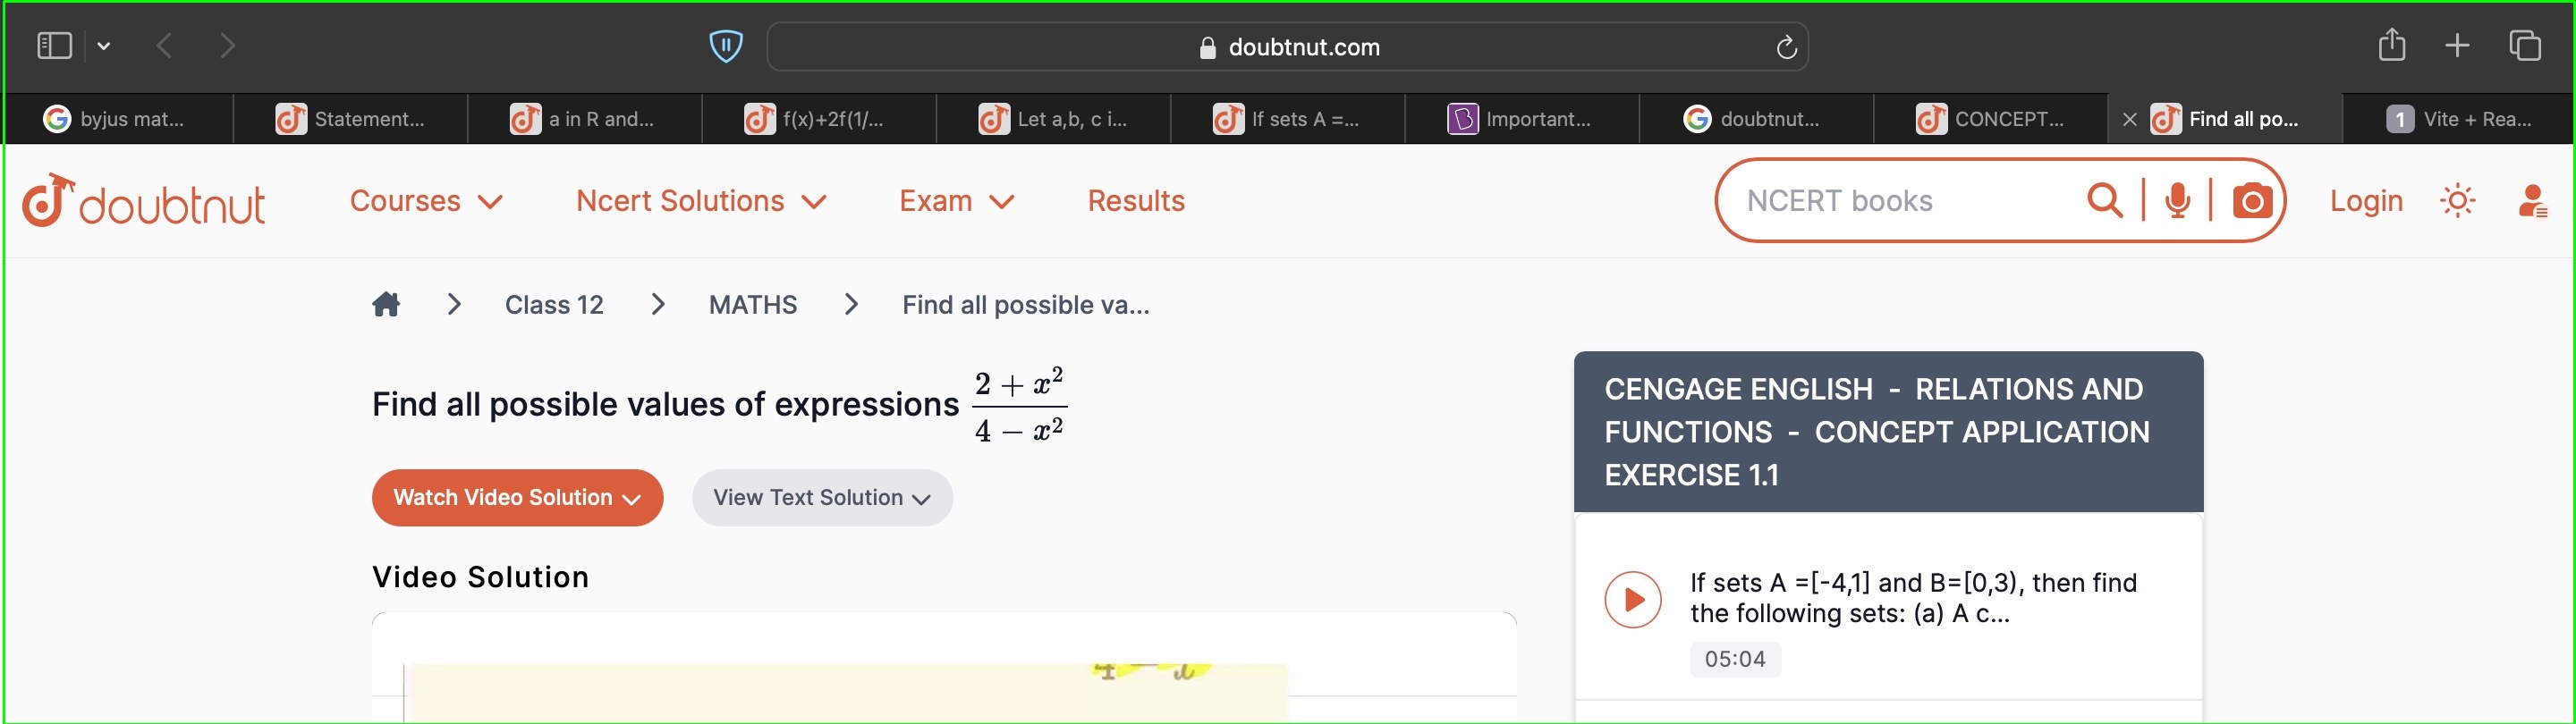 doubtnut.com
byjus mat...
Statement...
a in R and...
f(x)+2f(1/...
Let a,b, c i...
If sets A =...
Important...
doubtnut...
CONCEPT...
Find all po...
1 Vite + Rea...
doubtnut
Courses
Ncert Solutions
Exam
Results
NCERT books
Login
Class 12
MATHS
Find all possible va...
Find all possible values of expressions (2 + x²)/(4 − x²)
Watch Video Solution
View Text Solution
Video Solution
CENGAGE ENGLISH - RELATIONS AND
FUNCTIONS - CONCEPT APPLICATION
EXERCISE 1.1
If sets A =[-4,1] and B=[0,3), then find
the following sets: (a) A c...
05:04